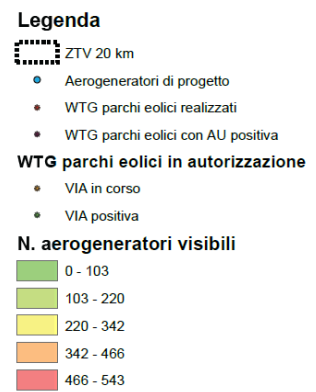 Legenda
ZTV 20 km
Aerogeneratori di progetto
WTG parchi eolici realizzati
WTG parchi eolici con AU positiva
WTG parchi eolici in autorizzazione
VIA in corso
VIA positiva
N. aerogeneratori visibili
0 - 103
103 - 220
220 - 342
342 - 466
466 - 543